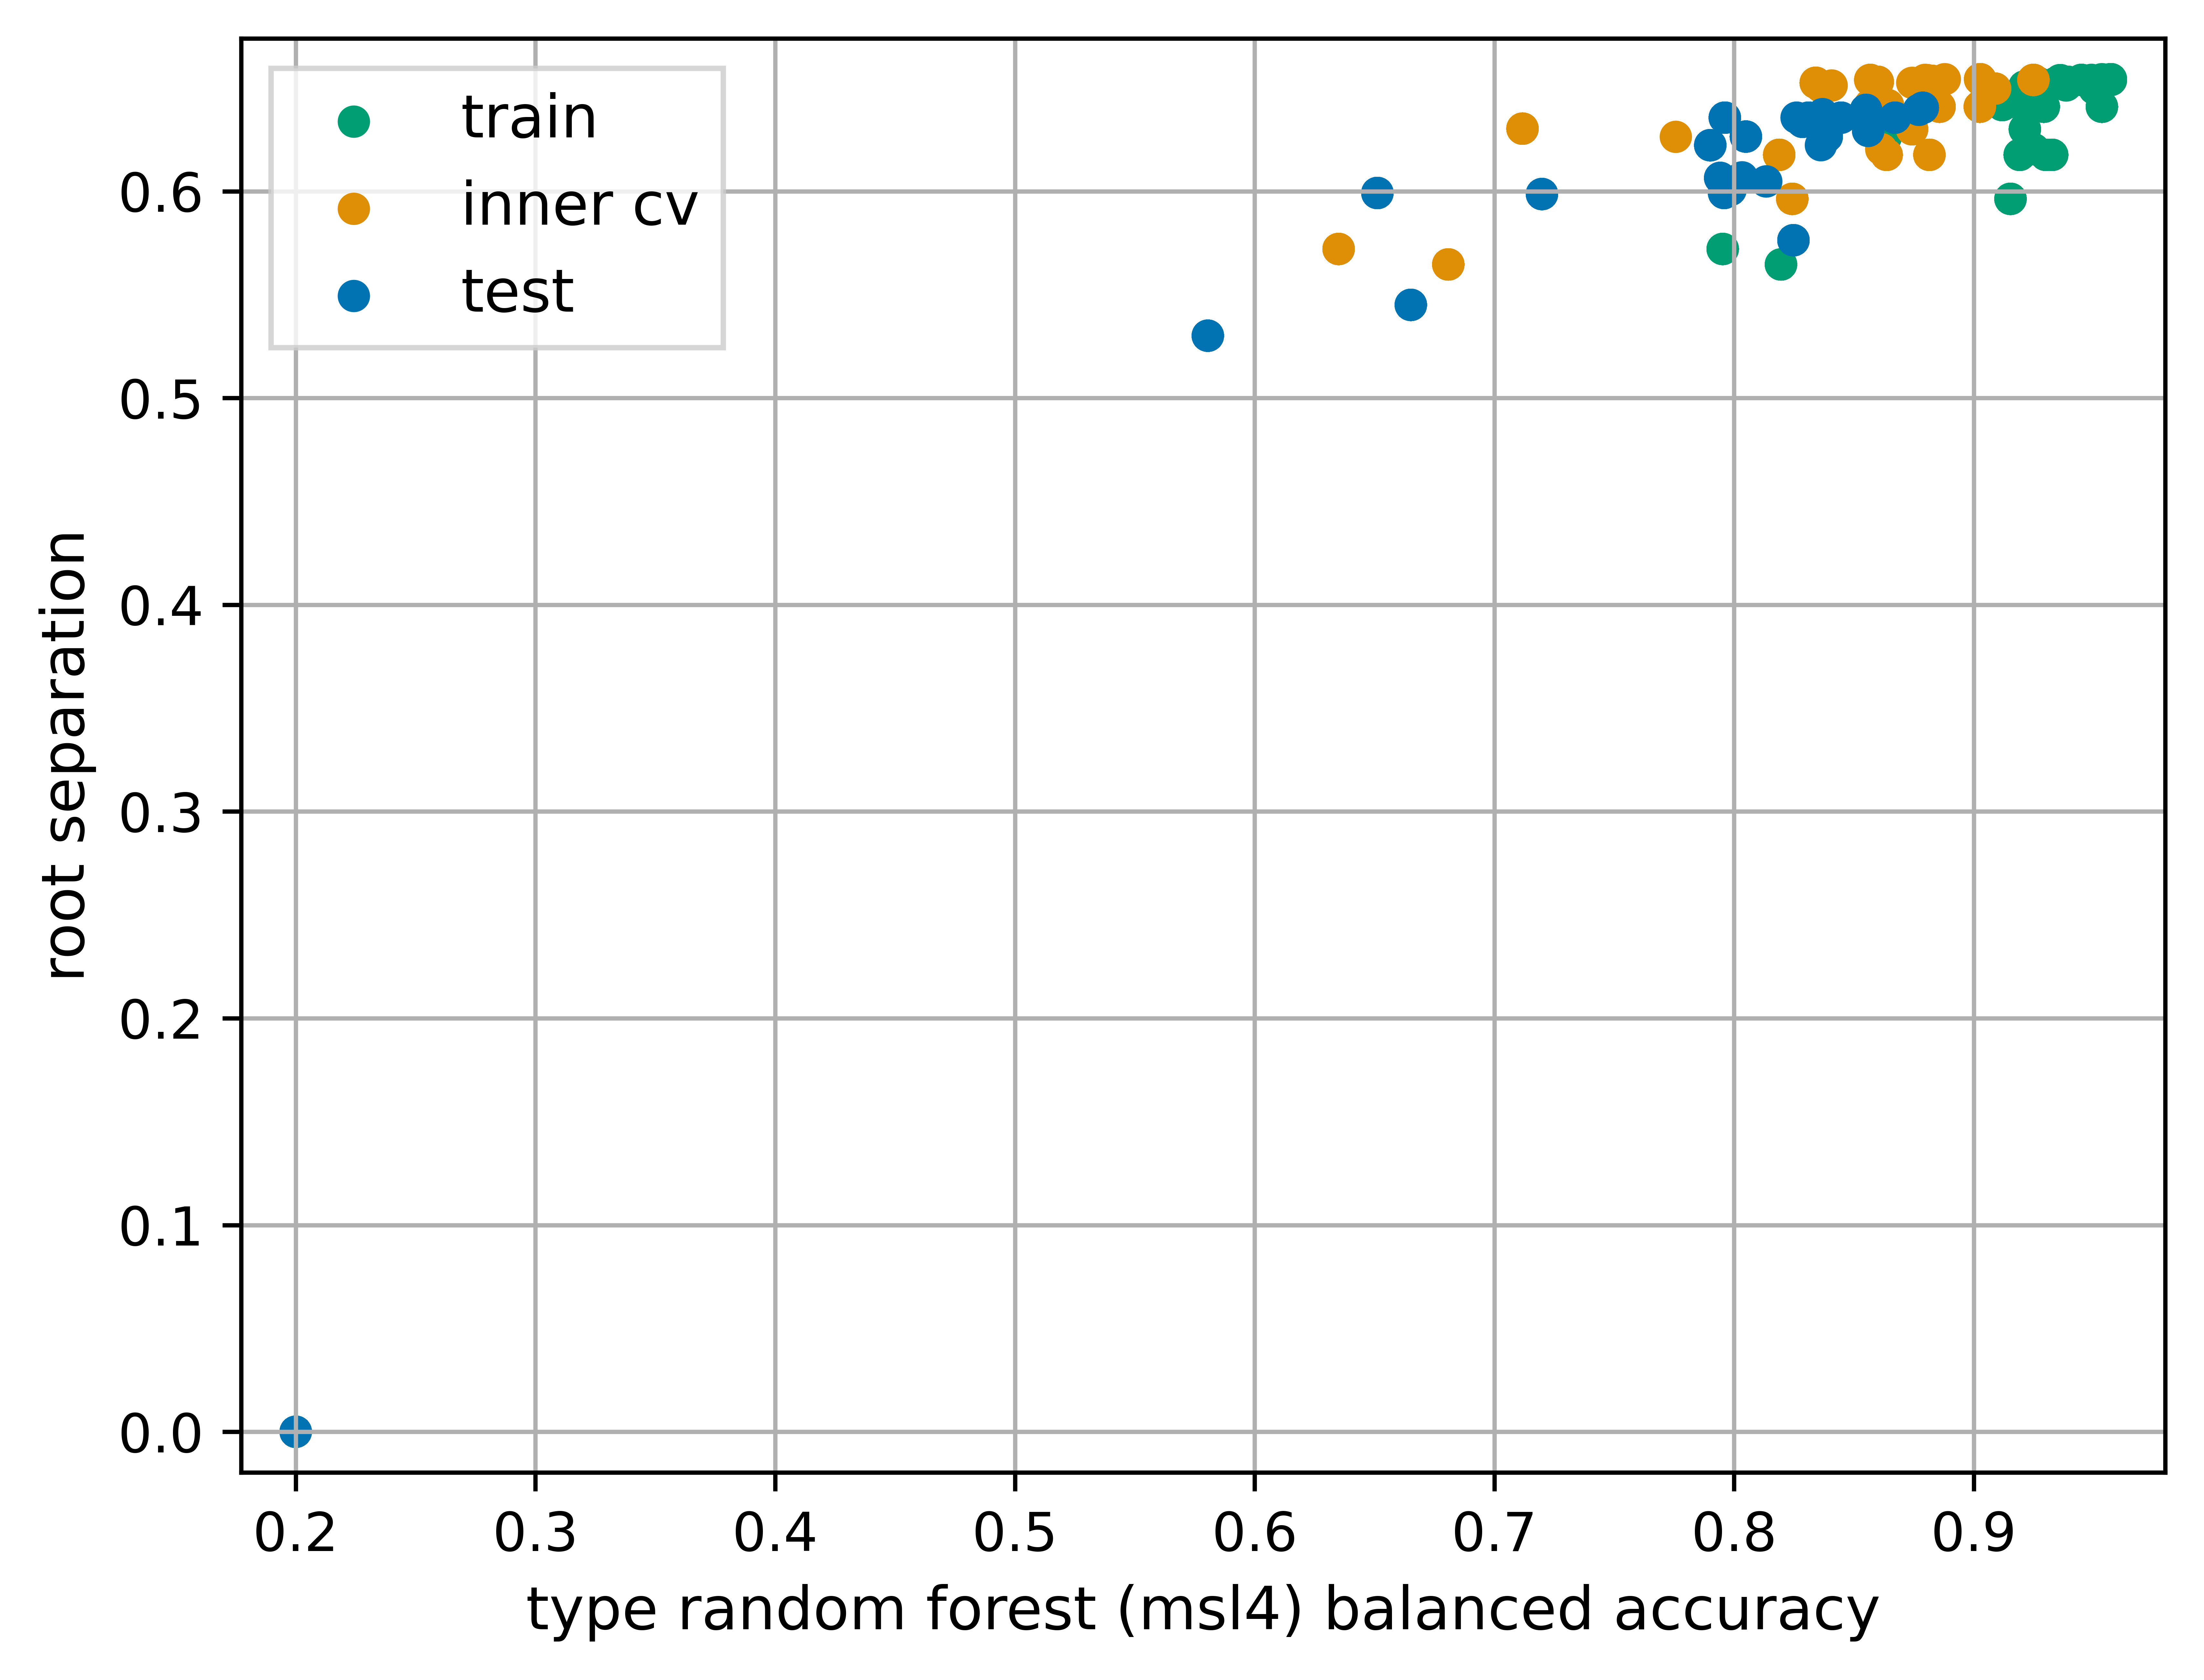 train
inner cv
test
root separation
0.6
0.5
0.4
0.3
0.2
0.1
0.0
0.2 0.3 0.4 0.5 0.6 0.7 0.8 0.9
type random forest (msl4) balanced accuracy